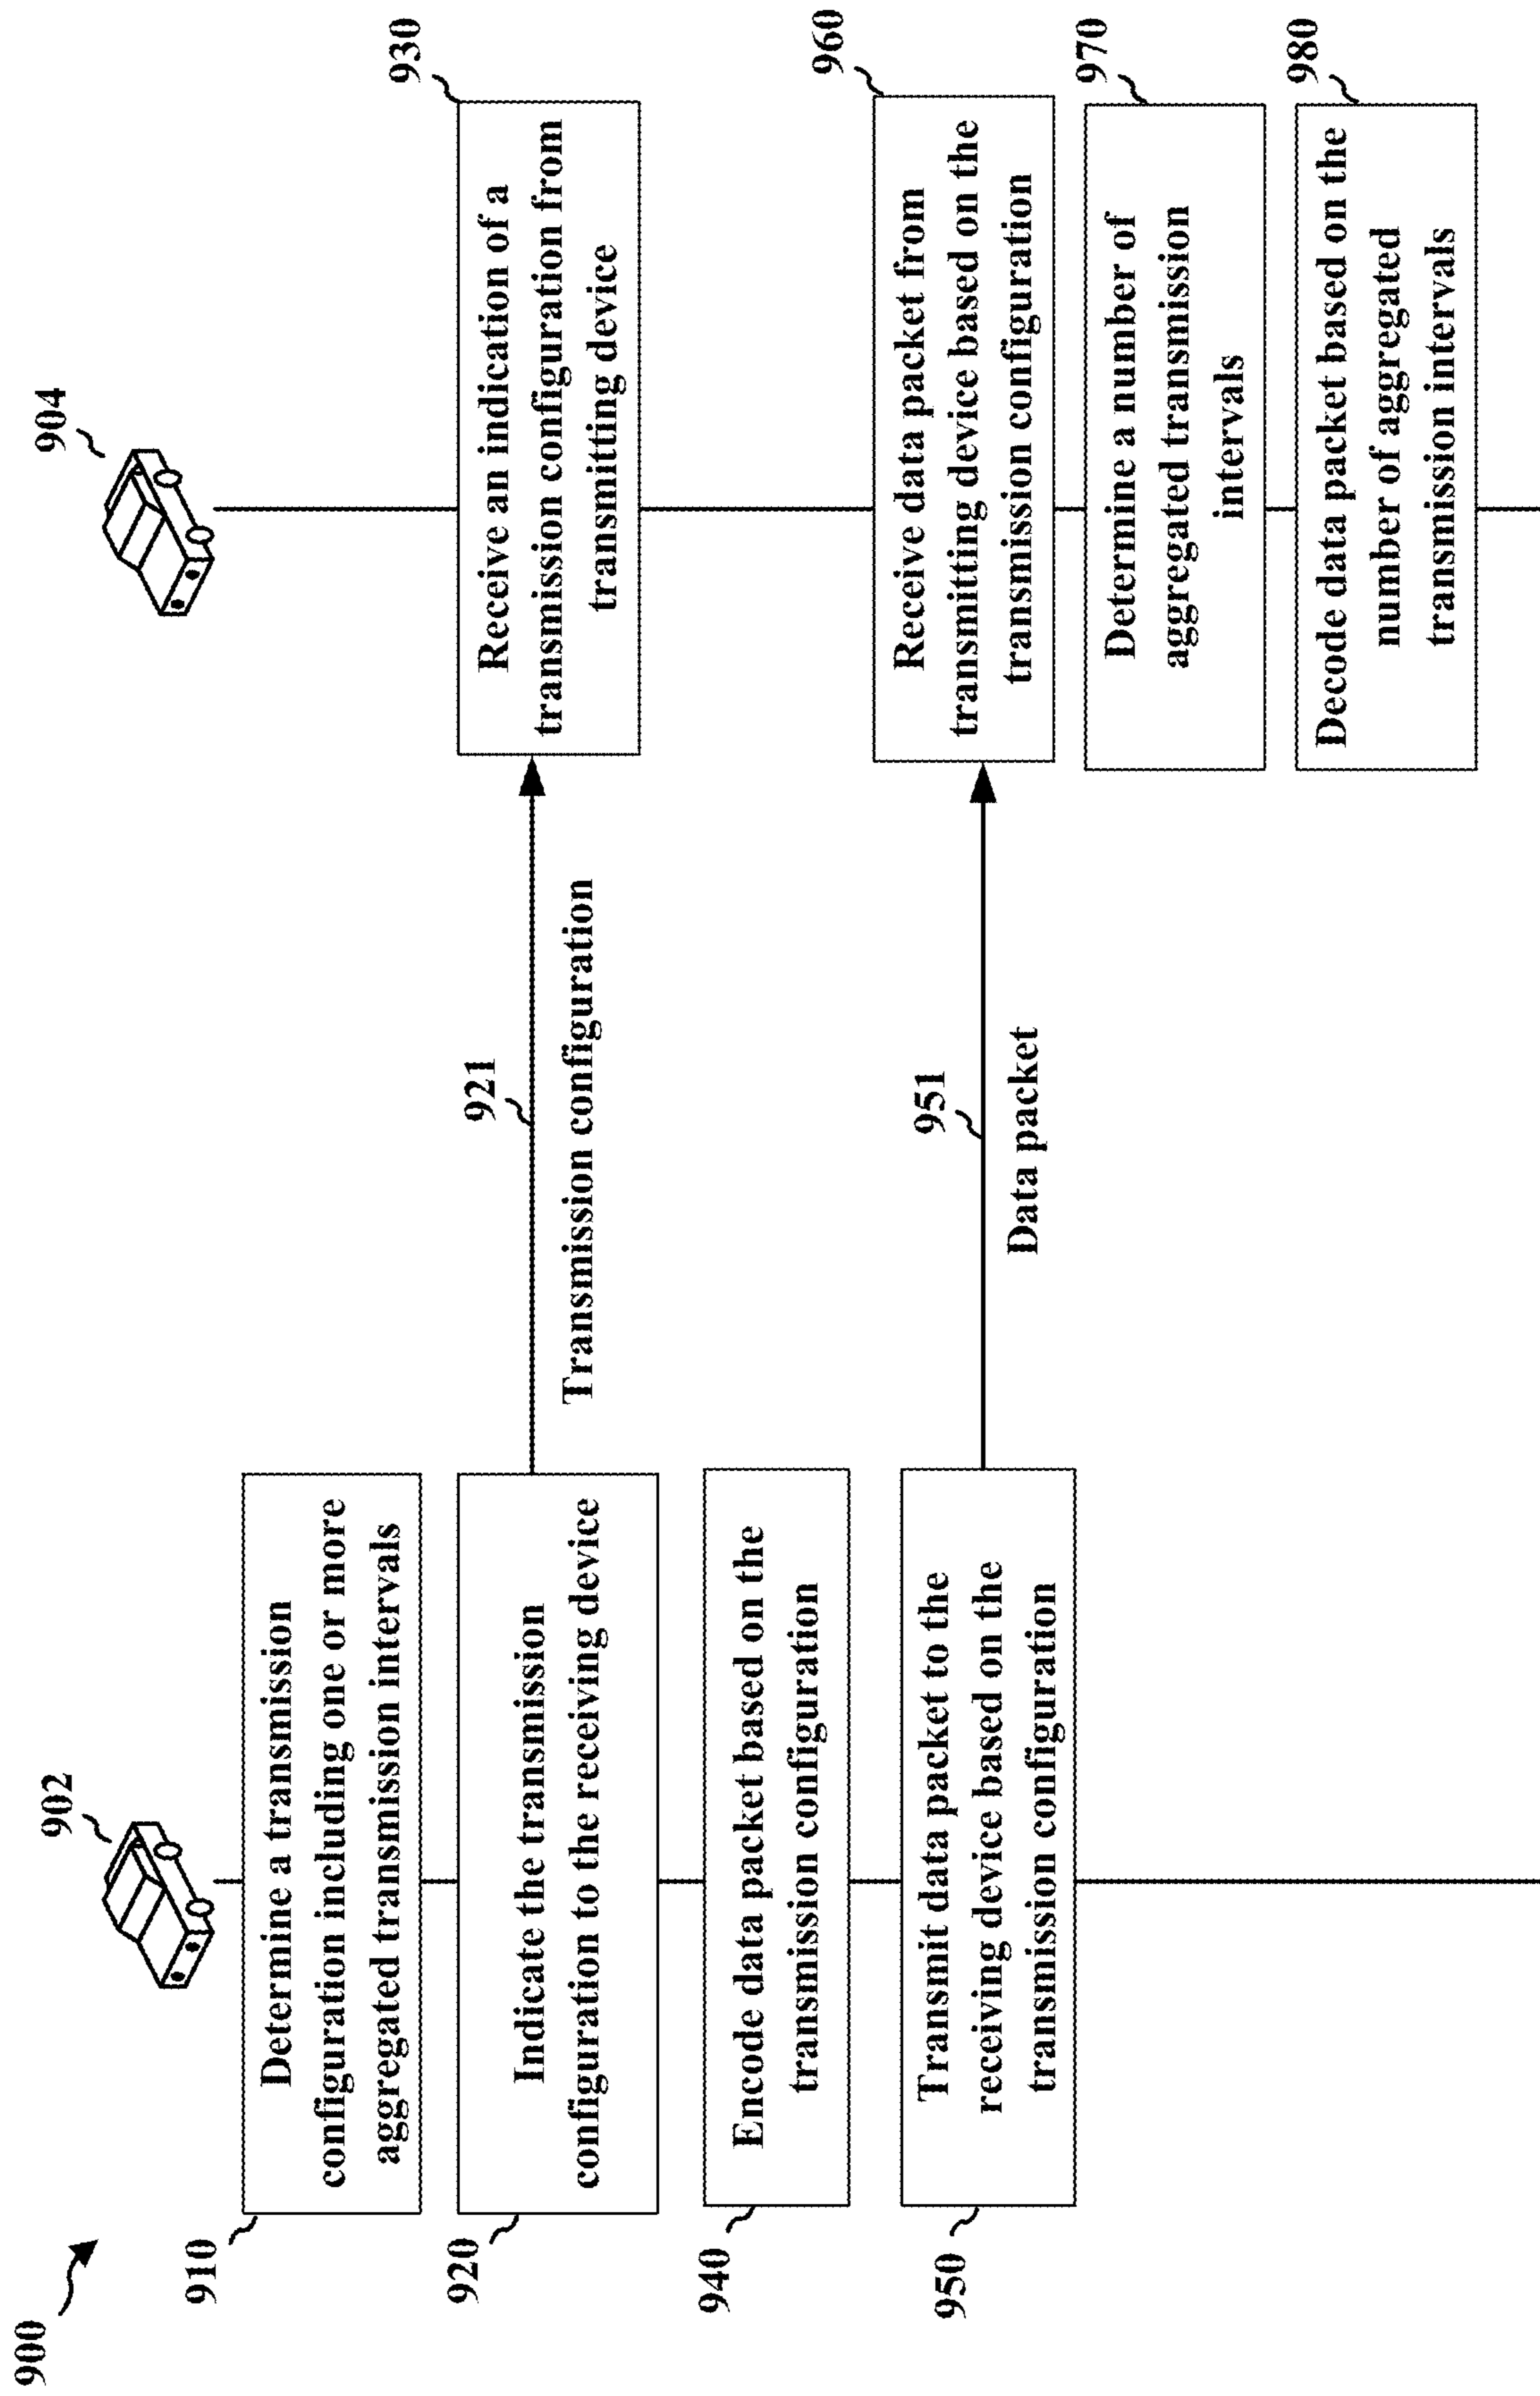 900
902
904
910
Determine a transmission
configuration including one or more
aggregated transmission intervals
920
Indicate the transmission
configuration to the receiving device
921
Transmission configuration
930
Receive an indication of a
transmission configuration from
transmitting device
940
Encode data packet based on the
transmission configuration
950
Transmit data packet to the
receiving device based on the
transmission configuration
951
Data packet
960
Receive data packet from
transmitting device based on the
transmission configuration
970
Determine a number of
aggregated transmission
intervals
980
Decode data packet based on the
number of aggregated
transmission intervals